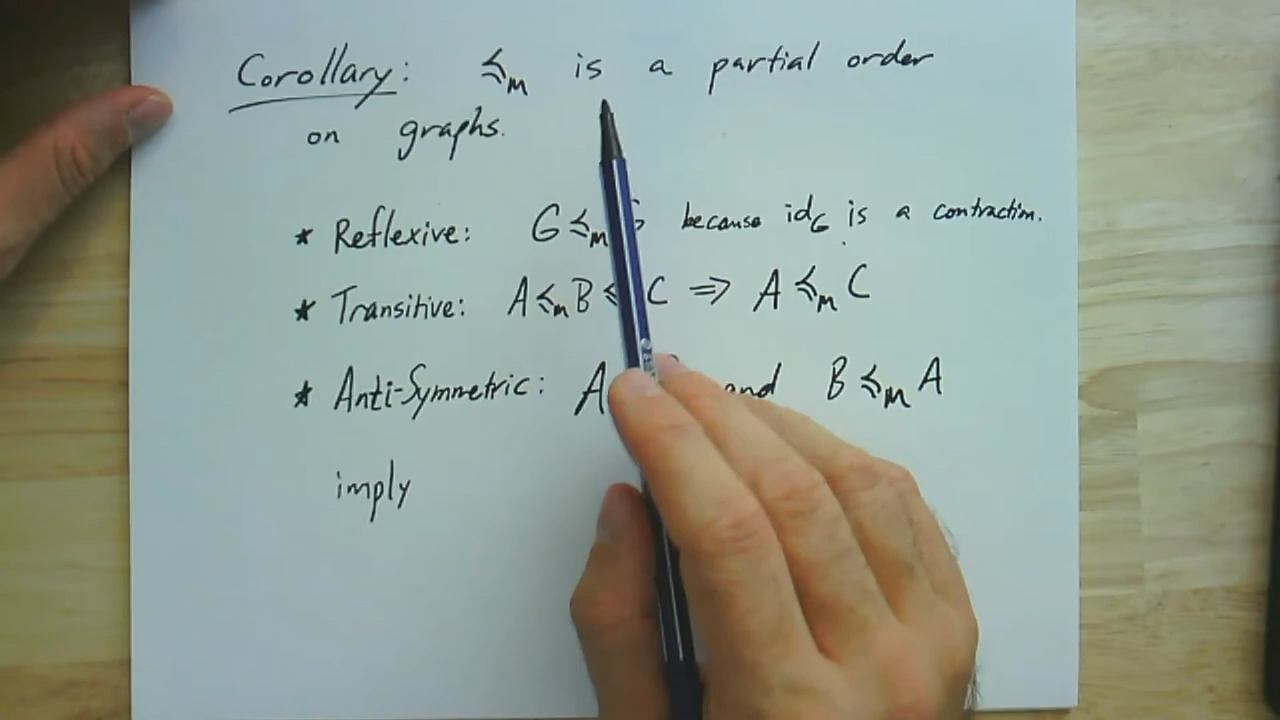 Corollary: ≼m is a partial order
on graphs.
* Reflexive: G ≼m G because idG is a contraction.
* Transitive: A ≼m B ≼ C ⇒ A ≼m C
* Anti-Symmetric: A and B ≼m A
imply